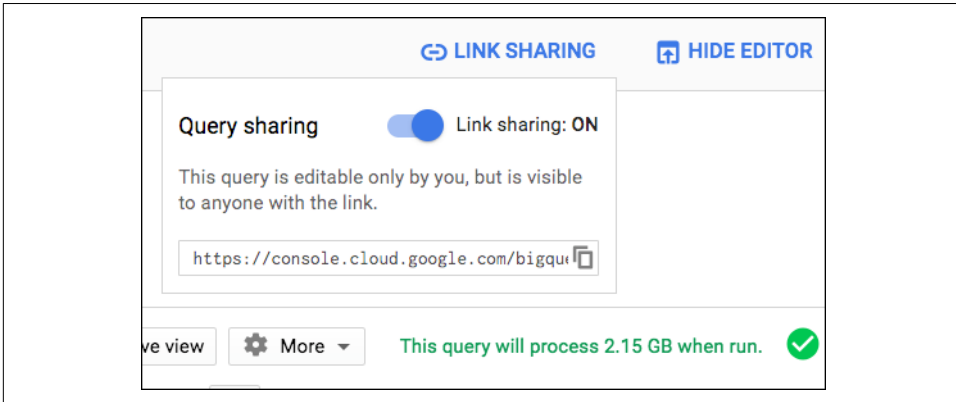 LINK SHARING HIDE EDITOR
Query sharing Link sharing: ON
This query is editable only by you, but is visible
to anyone with the link.
https://console.cloud.google.com/bigqu
ve view More This query will process 2.15 GB when run.